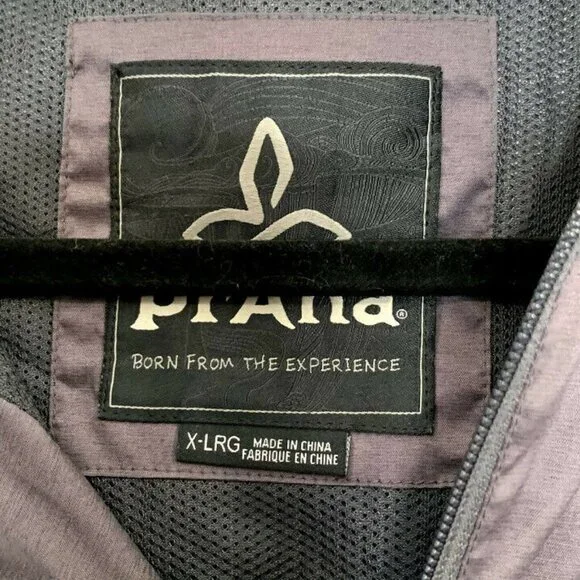 prAna®
BORN FROM THE EXPERIENCE
X-LRG
MADE IN CHINA
FABRIQUE EN CHINE